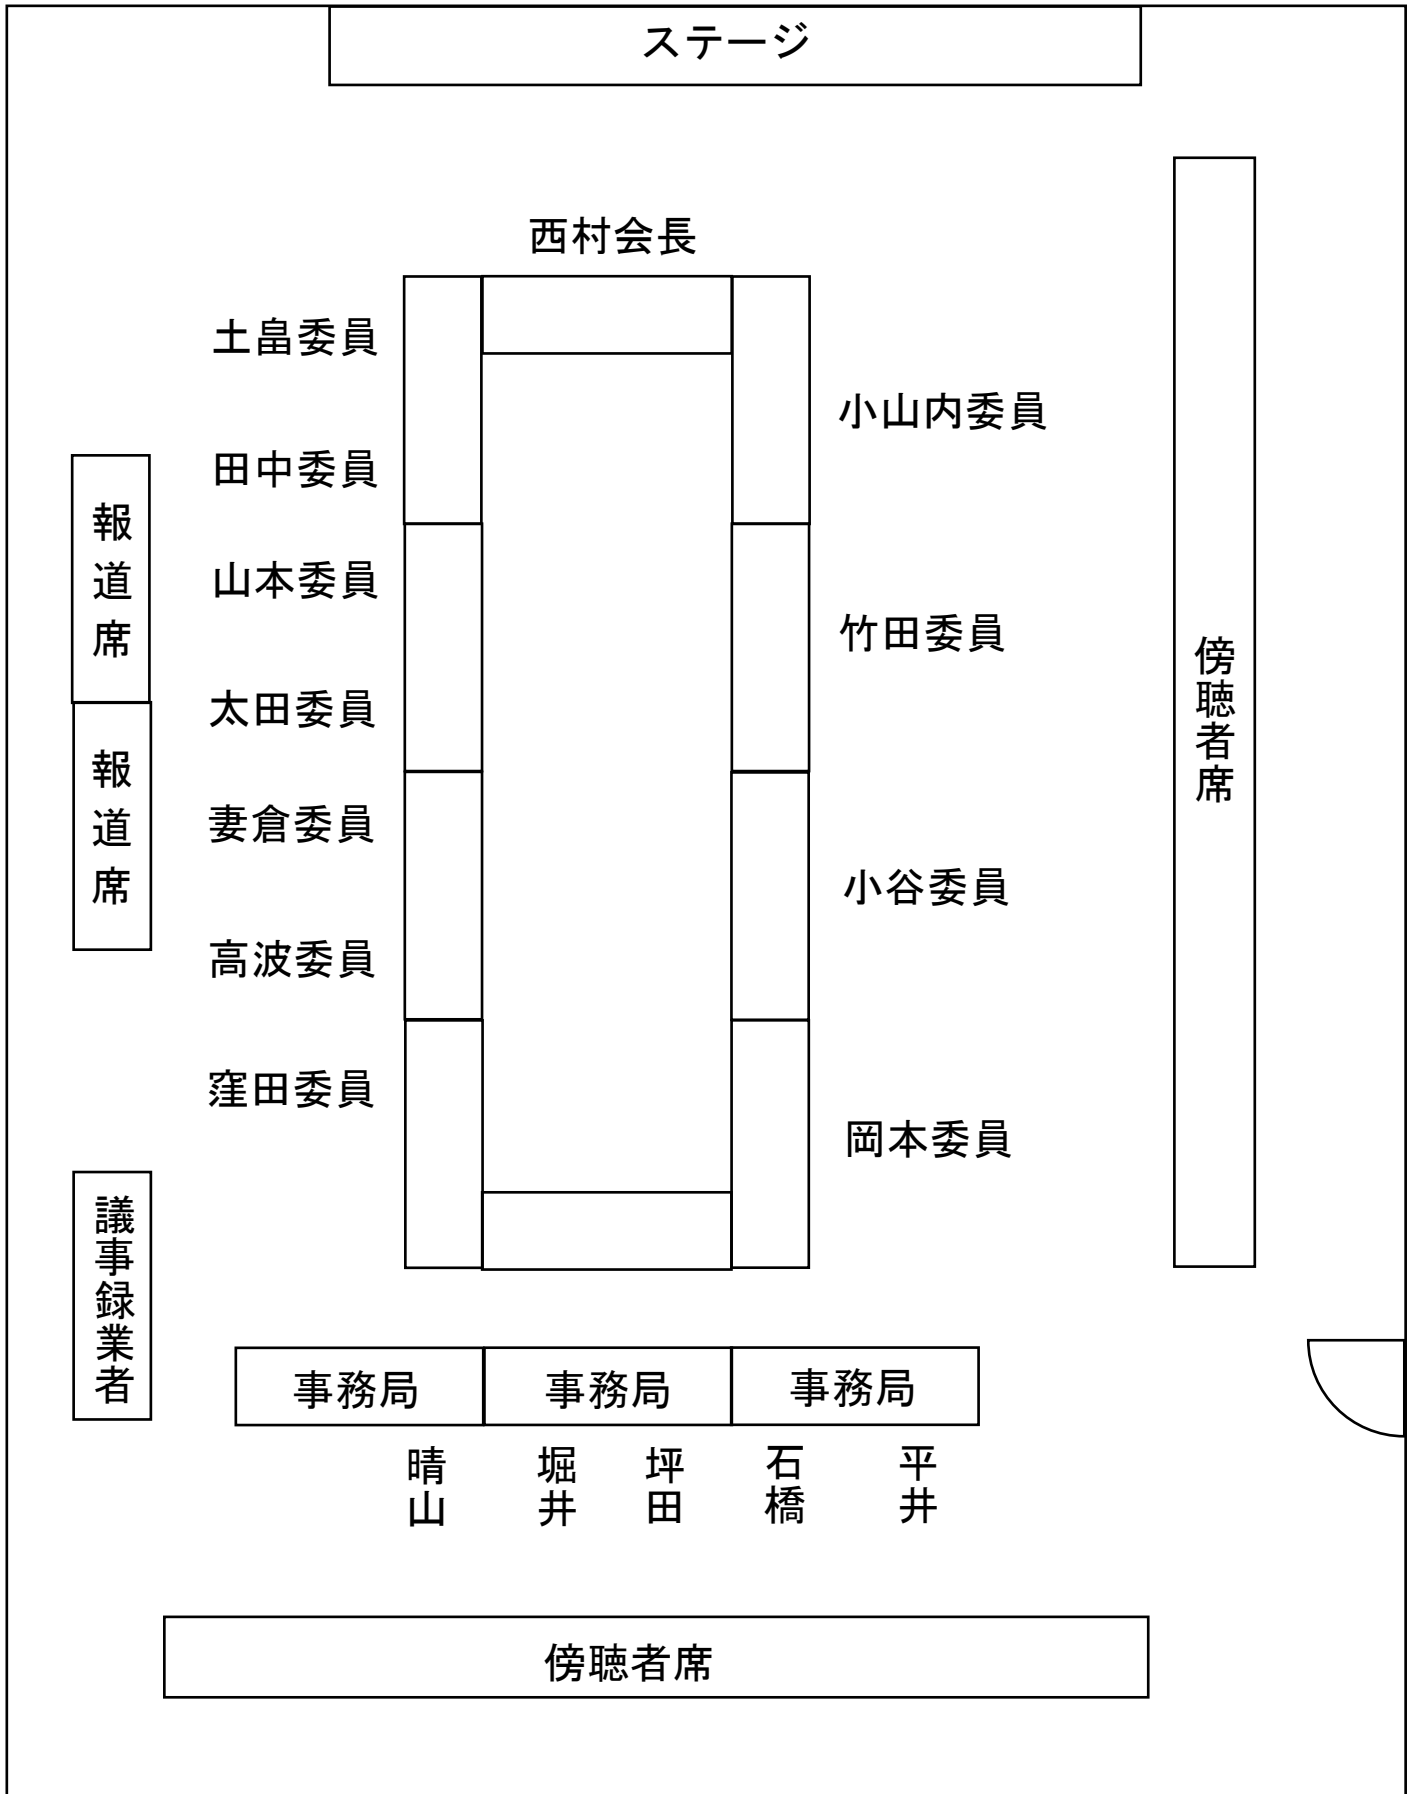 ステージ
西村会長
土畠委員
小山内委員
田中委員
山本委員
竹田委員
太田委員
妻倉委員
小谷委員
高波委員
窪田委員
岡本委員
報道席
報道席
傍聴者席
議事録業者
事務局
事務局
事務局
晴山
堀井
坪田
石橋
平井
傍聴者席